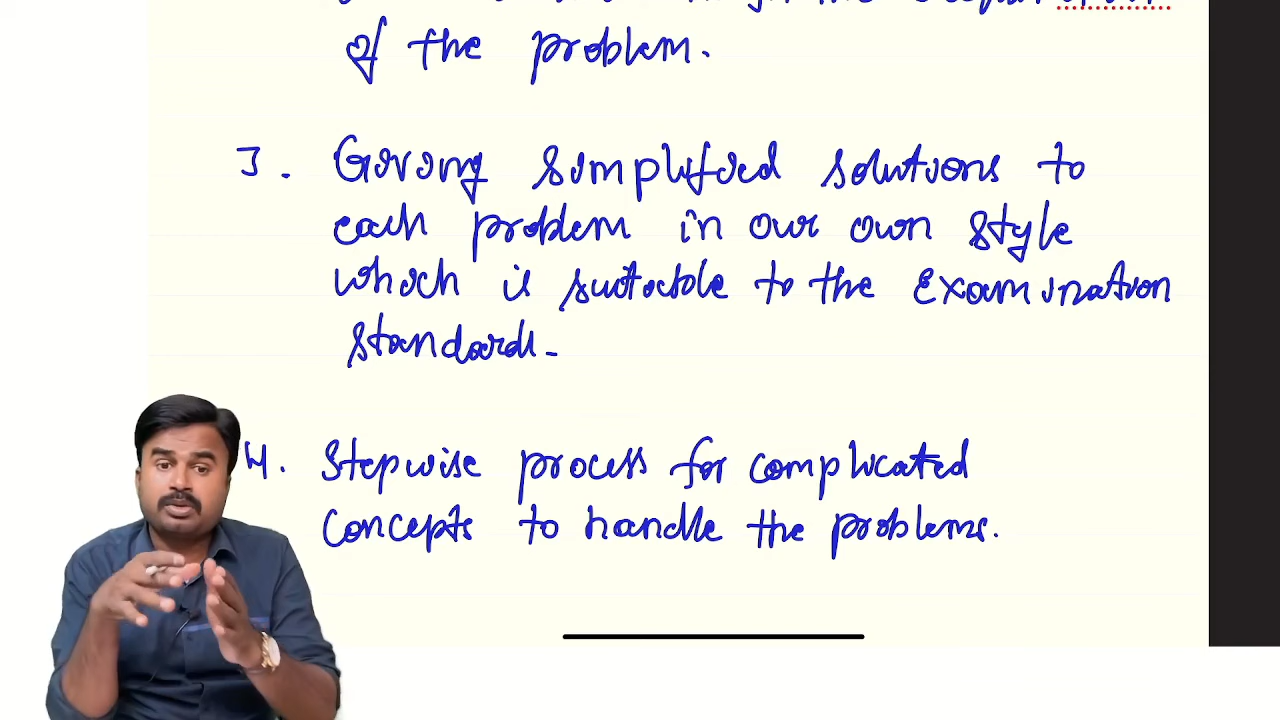 of the problem.
3. Giving simplified solutions to
each problem in our own style
which is suitable to the Examination
standard.
4. Stepwise process for complicated
concepts to handle the problems.